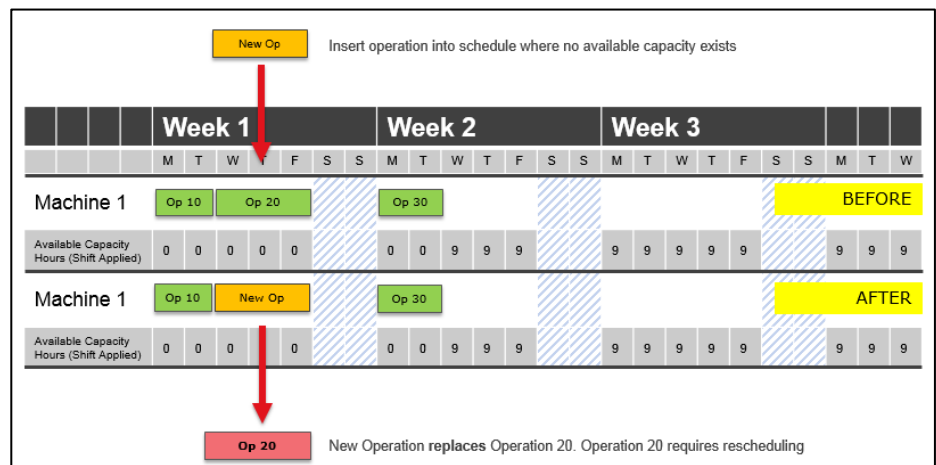 New Op Insert operation into schedule where no available capacity exists
Week 1 Week 2 Week 3
M T W T F S S M T W T F S S M T W T F S S M T W
Machine 1 Op 10 Op 20 Op 30 BEFORE
Available Capacity
Hours (Shift Applied) 0 0 0 0 0 0 0 9 9 9 9 9 9 9 9 9 9 9
Machine 1 Op 10 New Op Op 30 AFTER
Available Capacity
Hours (Shift Applied) 0 0 0 0 0 0 9 9 9 9 9 9 9 9 9 9 9
Op 20 New Operation replaces Operation 20. Operation 20 requires rescheduling